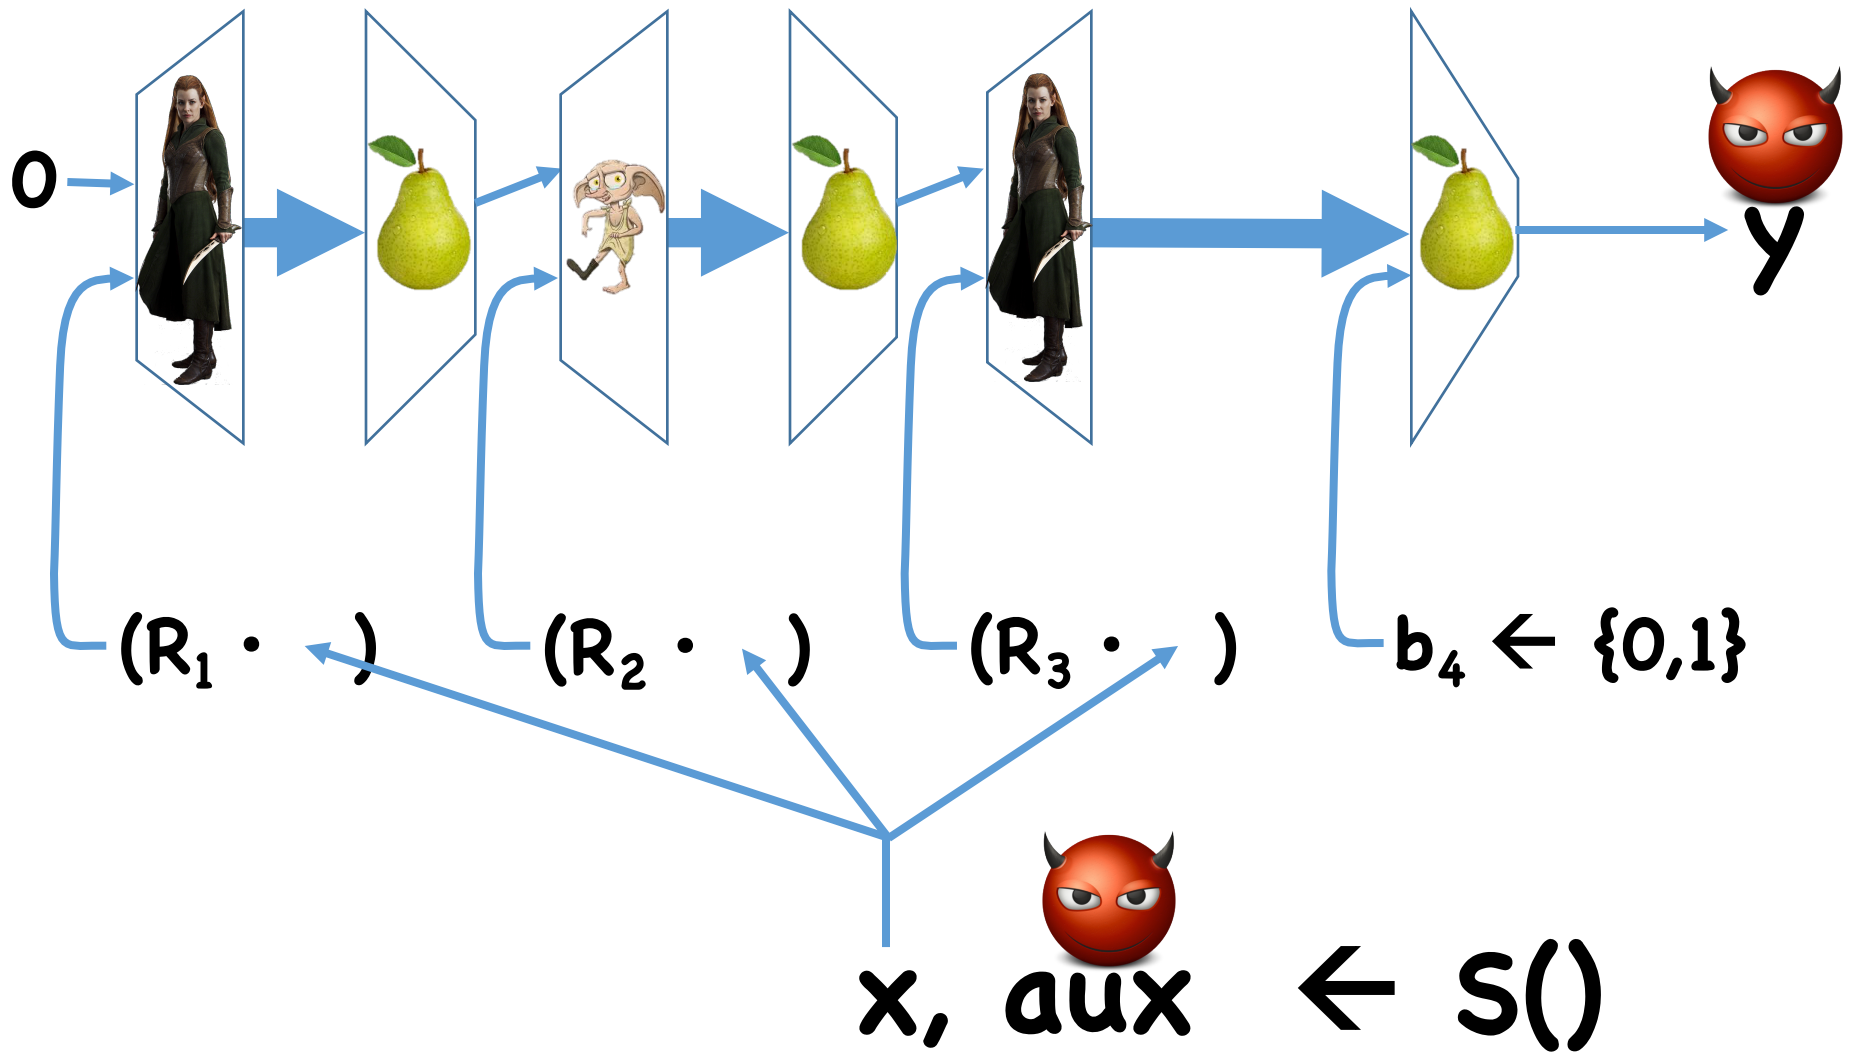 0
y
(R₁ · ) (R₂ · ) (R₃ · ) b₄ ← {0,1}
x, aux ← S()